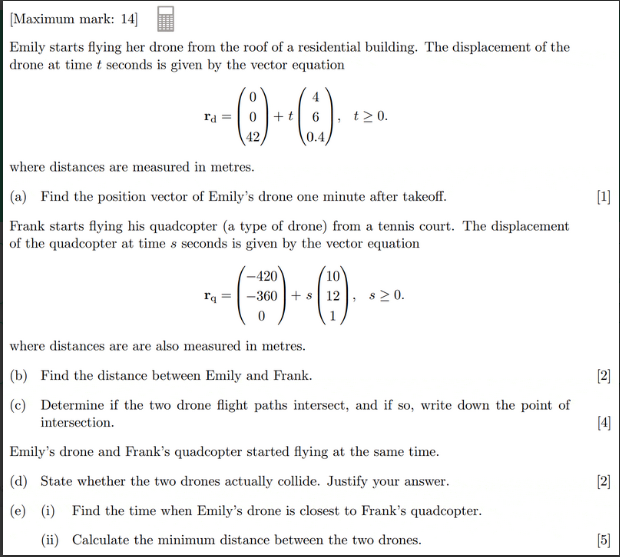 [Maximum mark: 14]
Emily starts flying her drone from the roof of a residential building. The displacement of the
drone at time t seconds is given by the vector equation
r_d = (0, 0, 42) + t (4, 6, 0.4), t ≥ 0.
where distances are measured in metres.
(a) Find the position vector of Emily's drone one minute after takeoff. [1]
Frank starts flying his quadcopter (a type of drone) from a tennis court. The displacement
of the quadcopter at time s seconds is given by the vector equation
r_q = (−420, −360, 0) + s (10, 12, 1), s ≥ 0.
where distances are are also measured in metres.
(b) Find the distance between Emily and Frank. [2]
(c) Determine if the two drone flight paths intersect, and if so, write down the point of
intersection. [4]
Emily's drone and Frank's quadcopter started flying at the same time.
(d) State whether the two drones actually collide. Justify your answer. [2]
(e) (i) Find the time when Emily's drone is closest to Frank's quadcopter.
(ii) Calculate the minimum distance between the two drones. [5]